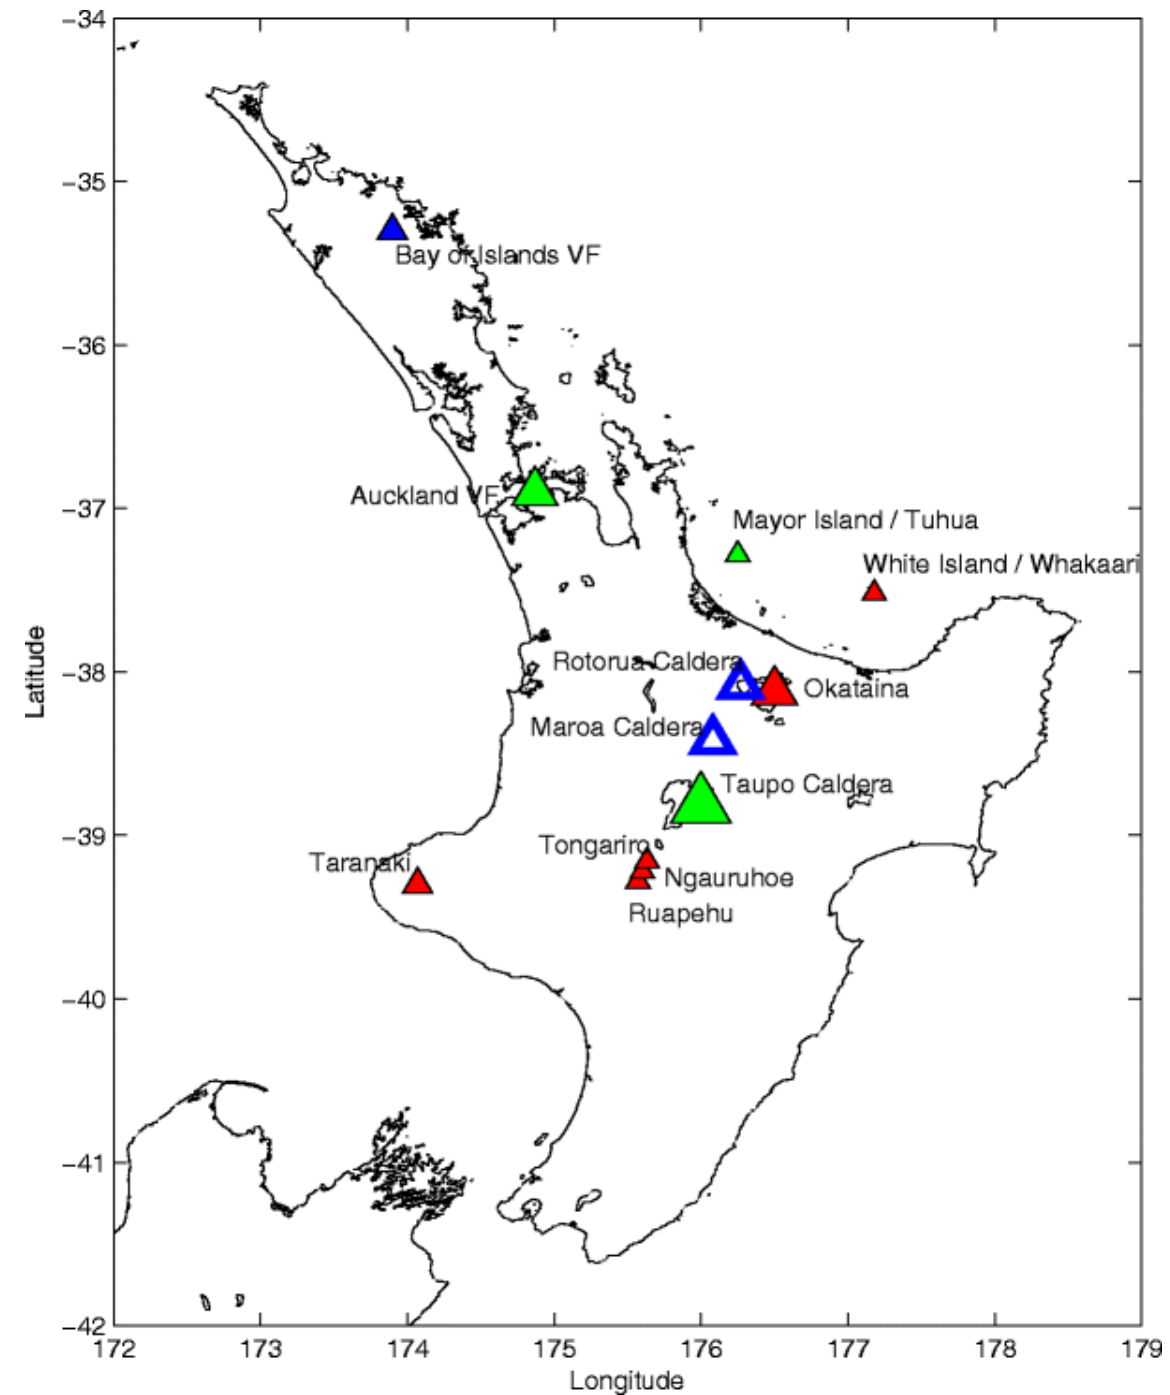 −34
−35
Bay of Islands VF
−36
Auckland VF
−37
Mayor Island / Tuhua
White Island / Whakaari
Rotorua Caldera
−38
Okataina
Maroa Caldera
Taupo Caldera
−39
Tongariro
Taranaki
Ngauruhoe
Ruapehu
−40
−41
−42
Latitude
172 173 174 175 176 177 178 179
Longitude